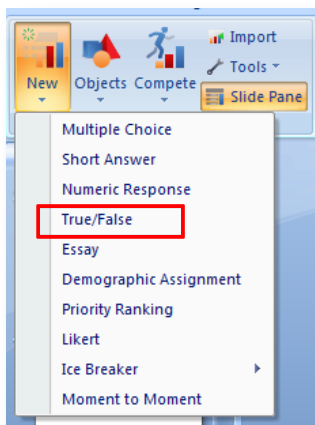 Import
Tools
New Objects Compete
Slide Pane
Multiple Choice
Short Answer
Numeric Response
True/False
Essay
Demographic Assignment
Priority Ranking
Likert
Ice Breaker
Moment to Moment